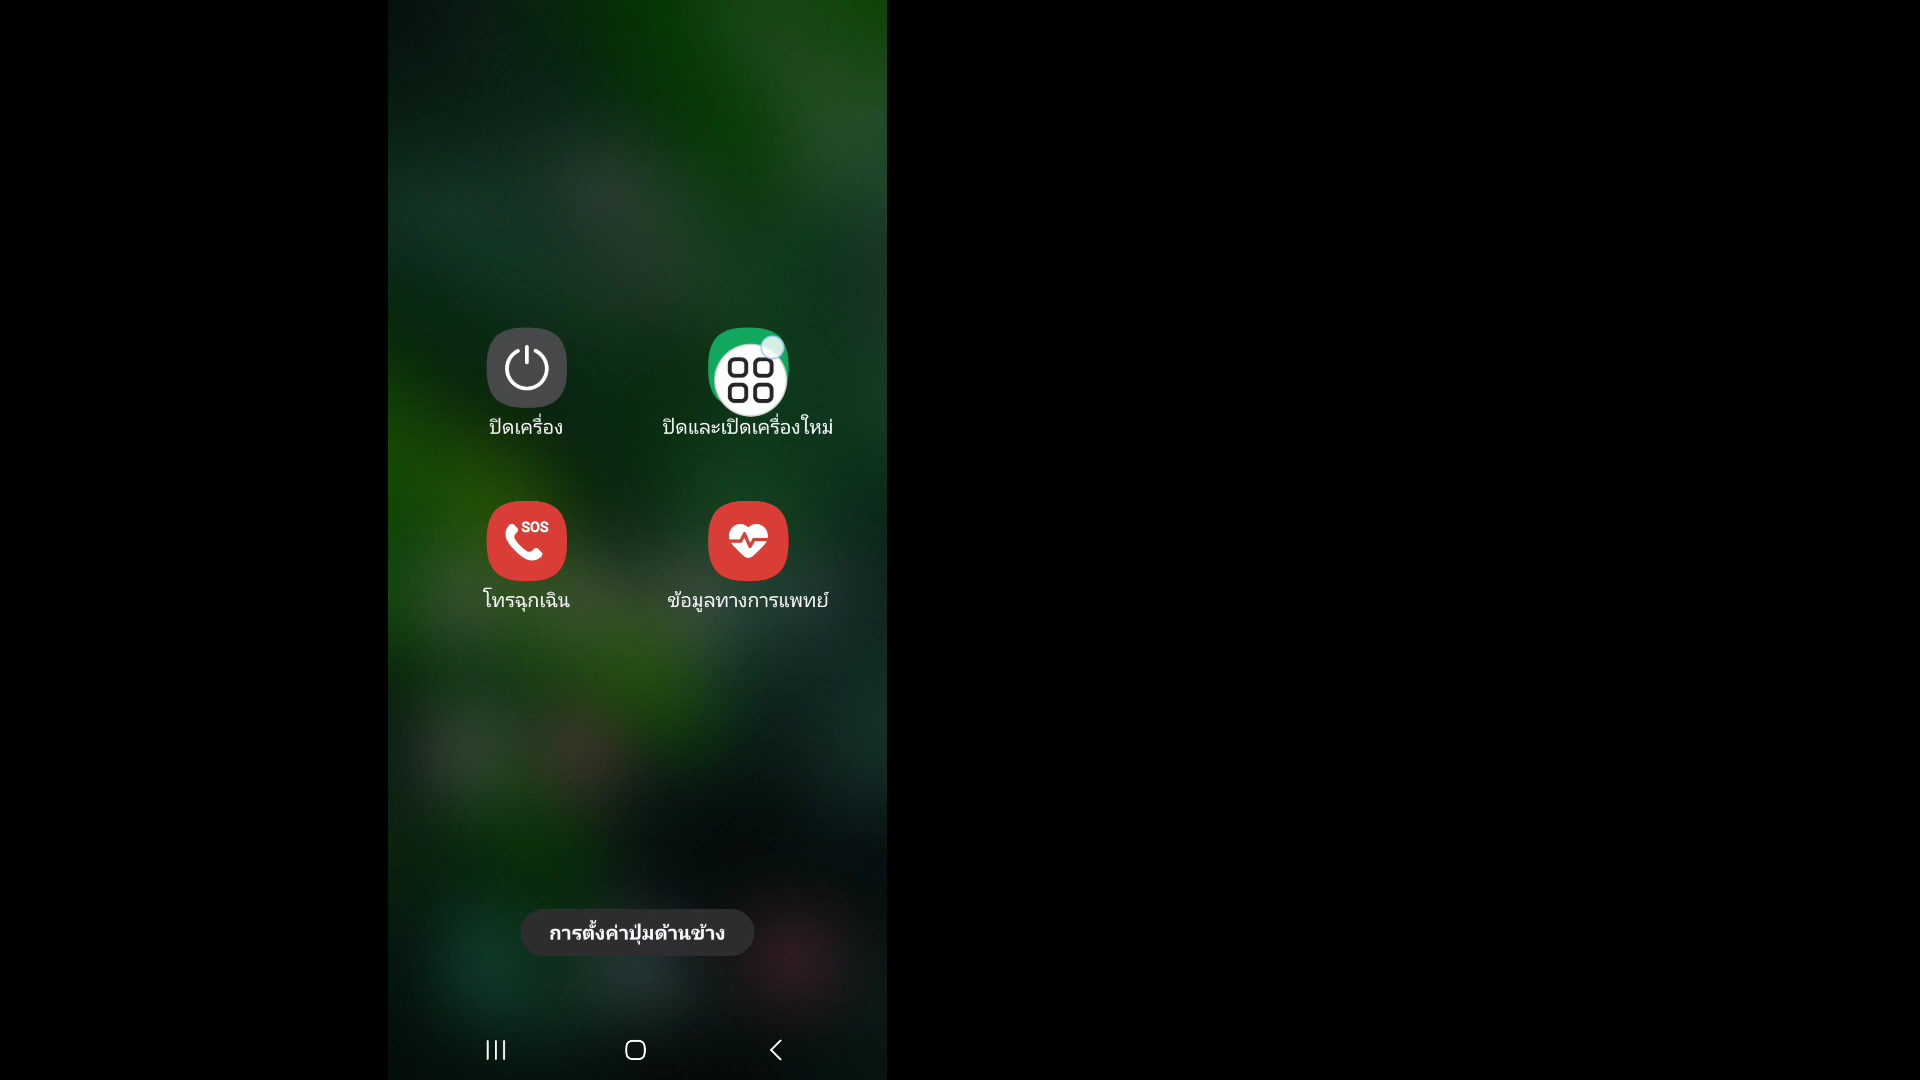 ปิดเครื่อง
ปิดและเปิดเครื่องใหม่
SOS
โทรฉุกเฉิน
ข้อมูลทางการแพทย์
การตั้งค่าปุ่มด้านข้าง